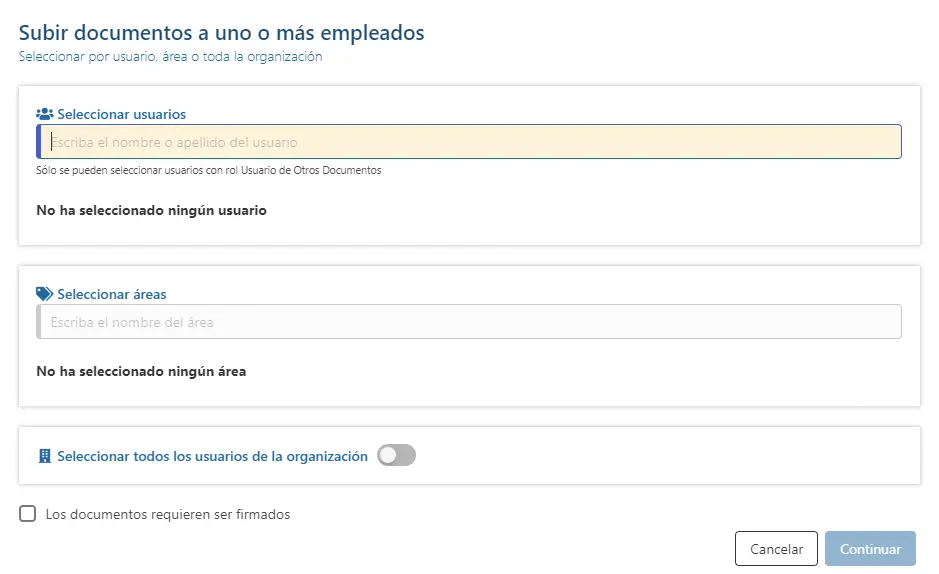 Subir documentos a uno o más empleados
Seleccionar por usuario, área o toda la organización
Seleccionar usuarios
Escriba el nombre o apellido del usuario
Sólo se pueden seleccionar usuarios con rol Usuario de Otros Documentos
No ha seleccionado ningún usuario
Seleccionar áreas
Escriba el nombre del área
No ha seleccionado ningún área
Seleccionar todos los usuarios de la organización
Los documentos requieren ser firmados
Cancelar
Continuar